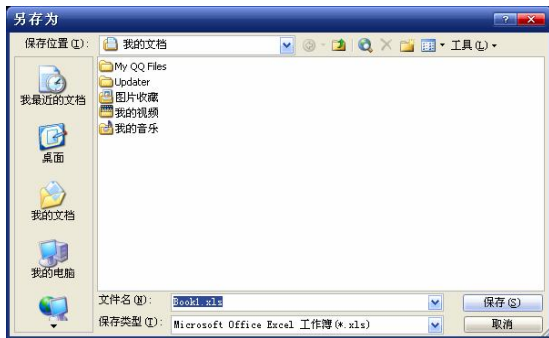 另存为
保存位置(I): 我的文档 工具(L)
我最近的文档
桌面
我的文档
我的电脑
My QQ Files
Updater
图片收藏
我的视频
我的音乐
文件名(N): Book1.xls 保存(S)
保存类型(T): Microsoft Office Excel 工作簿(*.xls) 取消